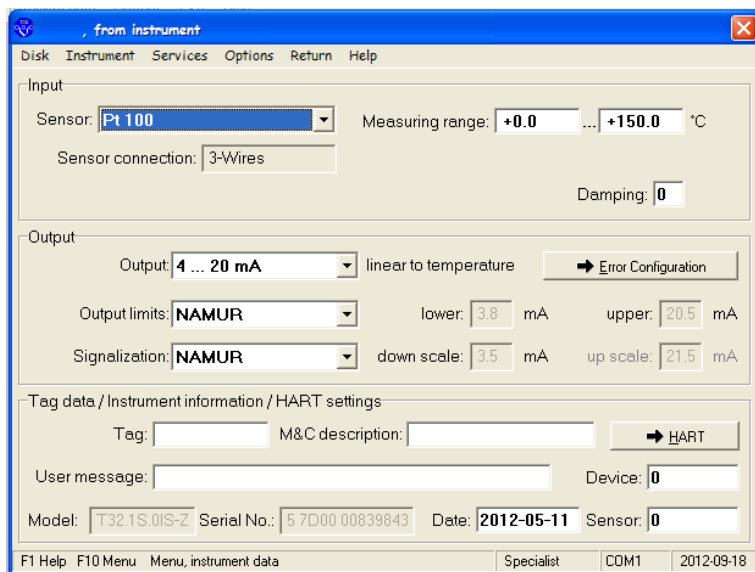 , from instrument
Disk Instrument Services Options Return Help
Input
Sensor: Pt 100 Measuring range: +0.0 ... +150.0 °C
Sensor connection: 3-Wires
Damping: 0
Output
Output: 4 ... 20 mA linear to temperature Error Configuration
Output limits: NAMUR lower: 3.8 mA upper: 20.5 mA
Signalization: NAMUR down scale: 3.5 mA up scale: 21.5 mA
Tag data / Instrument information / HART settings
Tag: M&C description: HART
User message: Device: 0
Model: T32.1S.0IS-Z Serial No.: 5 7D00 00839843 Date: 2012-05-11 Sensor: 0
F1 Help F10 Menu Menu, instrument data Specialist COM1 2012-09-18